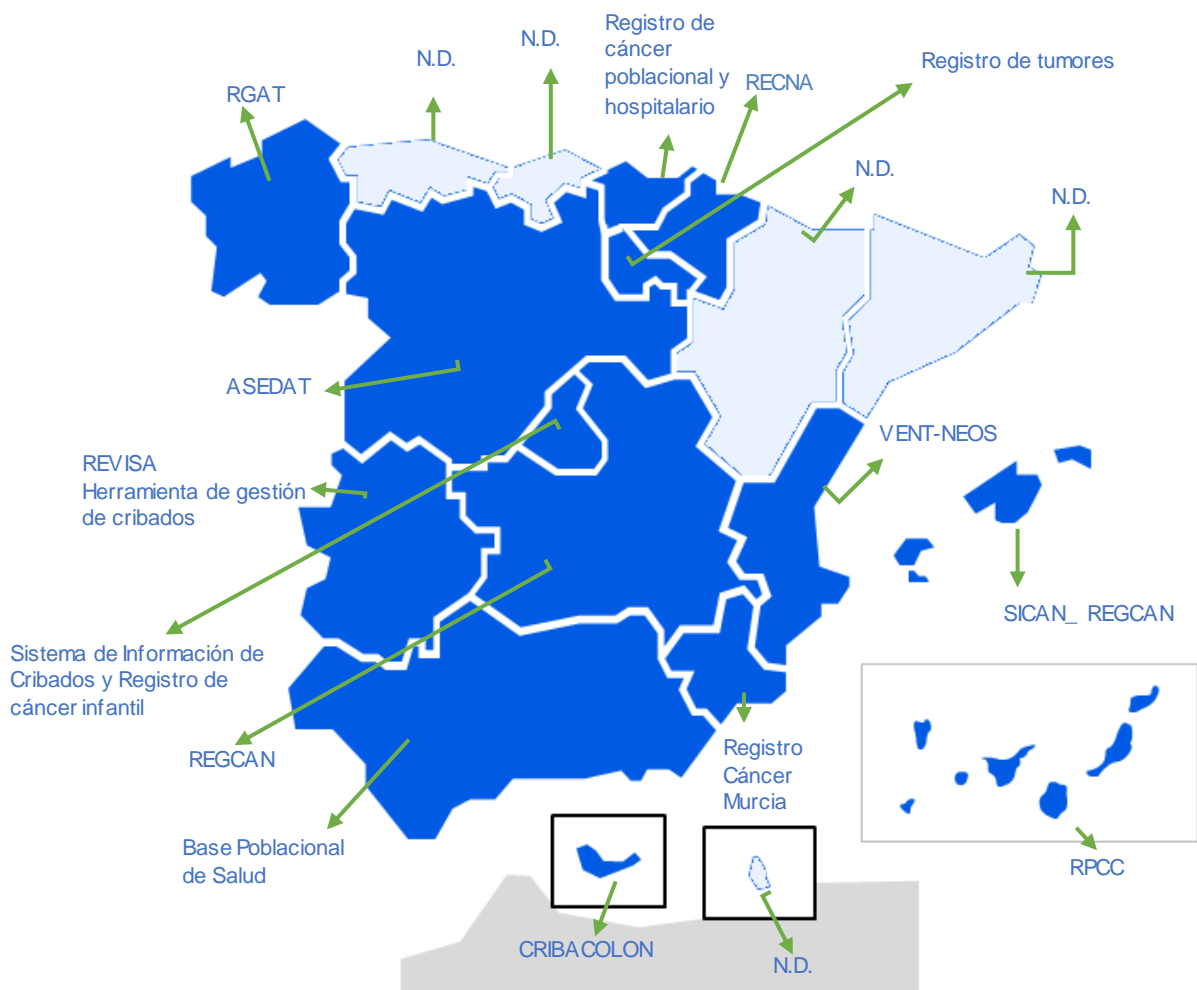 Registro de
cáncer
poblacional y
hospitalario
N.D.
N.D.
Registro de tumores
RECNA
RGAT
N.D.
N.D.
ASEDAT
VENT-NEOS
REVISA
Herramienta de gestión
de cribados
SICAN_ REGCAN
Sistema de Información de
Cribados y Registro de
cáncer infantil
REGCAN
Registro
Cáncer
Murcia
Base Poblacional
de Salud
RPCC
CRIBACOLON
N.D.